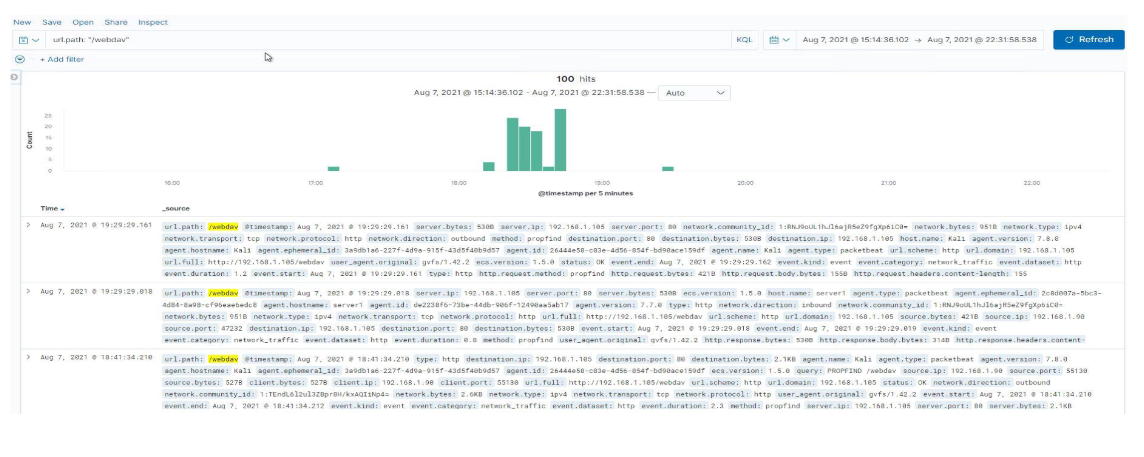 New Save Open Share Inspect
url.path: "/webdav" KQL Aug 7, 2021 @ 15:14:36.102 → Aug 7, 2021 @ 22:31:58.538 Refresh
+ Add filter
100 hits
Aug 7, 2021 @ 15:14:36.102 - Aug 7, 2021 @ 22:31:58.538 — Auto
Count
25
20
15
10
5
0
16:00 17:00 18:00 19:00 20:00 21:00 22:00
@timestamp per 5 minutes
Time _source
Aug 7, 2021 @ 19:29:29.161 url.path: /webdav @timestamp: Aug 7, 2021 @ 19:29:29.161 server.bytes: 530B server.ip: 192.168.1.105 server.port: 80 network.community_id: network.bytes: 951B network.type: ipv4
network.transport: tcp network.protocol: http network.direction: outbound method: propfind destination.port: 80 destination.bytes: 530B destination.ip: 192.168.1.105 host.name: Kali agent.version: 7.8.0
agent.hostname: Kali agent.ephemeral_id: 3a9db1a6-227f-4d9a-915f-43d5f40b9d57 agent.id: 26444e50-c03e-4d56-054f-bd90ace159df agent.name: Kali agent.type: packetbeat url.scheme: http url.domain: 192.168.1.105
url.full: http://192.168.1.105/webdav user_agent.original: gvfs/1.42.2 ecs.version: 1.5.0 status: OK event.end: Aug 7, 2021 @ 19:29:29.162 event.kind: event event.category: network_traffic event.dataset: http
event.duration: 1.2 event.start: Aug 7, 2021 @ 19:29:29.161 type: http http.request.method: propfind http.request.bytes: 421B http.request.body.bytes: 155B http.request.headers.content-length: 155
Aug 7, 2021 @ 19:29:29.018 url.path: /webdav @timestamp: Aug 7, 2021 @ 19:29:29.018 server.ip: 192.168.1.105 server.port: 80 server.bytes: 530B ecs.version: 1.5.0 host.name: server1 agent.type: packetbeat agent.ephemeral_id: 2c8d007a-5bc3-
4d84-8a98-cf96eae6edc8 agent.hostname: server1 agent.id: de2238f6-73be-44db-906f-12490aa5ab17 agent.version: 7.7.0 type: http network.direction: inbound network.community_id:
network.bytes: 951B network.type: ipv4 network.transport: tcp network.protocol: http url.full: http://192.168.1.105/webdav url.scheme: http url.domain: 192.168.1.105 source.bytes: 421B source.ip: 192.168.1.90
source.port: 47232 destination.ip: 192.168.1.105 destination.port: 80 destination.bytes: 530B event.start: Aug 7, 2021 @ 19:29:29.018 event.end: Aug 7, 2021 @ 19:29:29.019 event.kind: event
event.category: network_traffic event.dataset: http event.duration: 0.8 method: propfind user_agent.original: gvfs/1.42.2 http.response.bytes: 530B http.response.body.bytes: 314B http.response.headers.content-
Aug 7, 2021 @ 18:41:34.210 url.path: /webdav @timestamp: Aug 7, 2021 @ 18:41:34.210 type: http destination.ip: 192.168.1.105 destination.port: 80 destination.bytes: 2.1KB agent.name: Kali agent.type: packetbeat agent.version: 7.8.0
agent.hostname: Kali agent.ephemeral_id: 3a9db1a6-227f-4d9a-915f-43d5f40b9d57 agent.id: 26444e50-c03e-4d56-054f-bd90ace159df ecs.version: 1.5.0 query: PROPFIND /webdav source.ip: 192.168.1.90 source.port: 55130
source.bytes: 527B client.bytes: 527B client.ip: 192.168.1.90 client.port: 55130 url.full: http://192.168.1.105/webdav url.scheme: http url.domain: 192.168.1.105 status: OK network.direction: outbound
network.community_id: network.bytes: 2.6KB network.type: ipv4 network.transport: tcp network.protocol: http user_agent.original: gvfs/1.42.2 event.start: Aug 7, 2021 @ 18:41:34.210
event.end: Aug 7, 2021 @ 18:41:34.212 event.kind: event event.category: network_traffic event.dataset: http event.duration: 2.3 method: propfind server.ip: 192.168.1.105 server.port: 80 server.bytes: 2.1KB